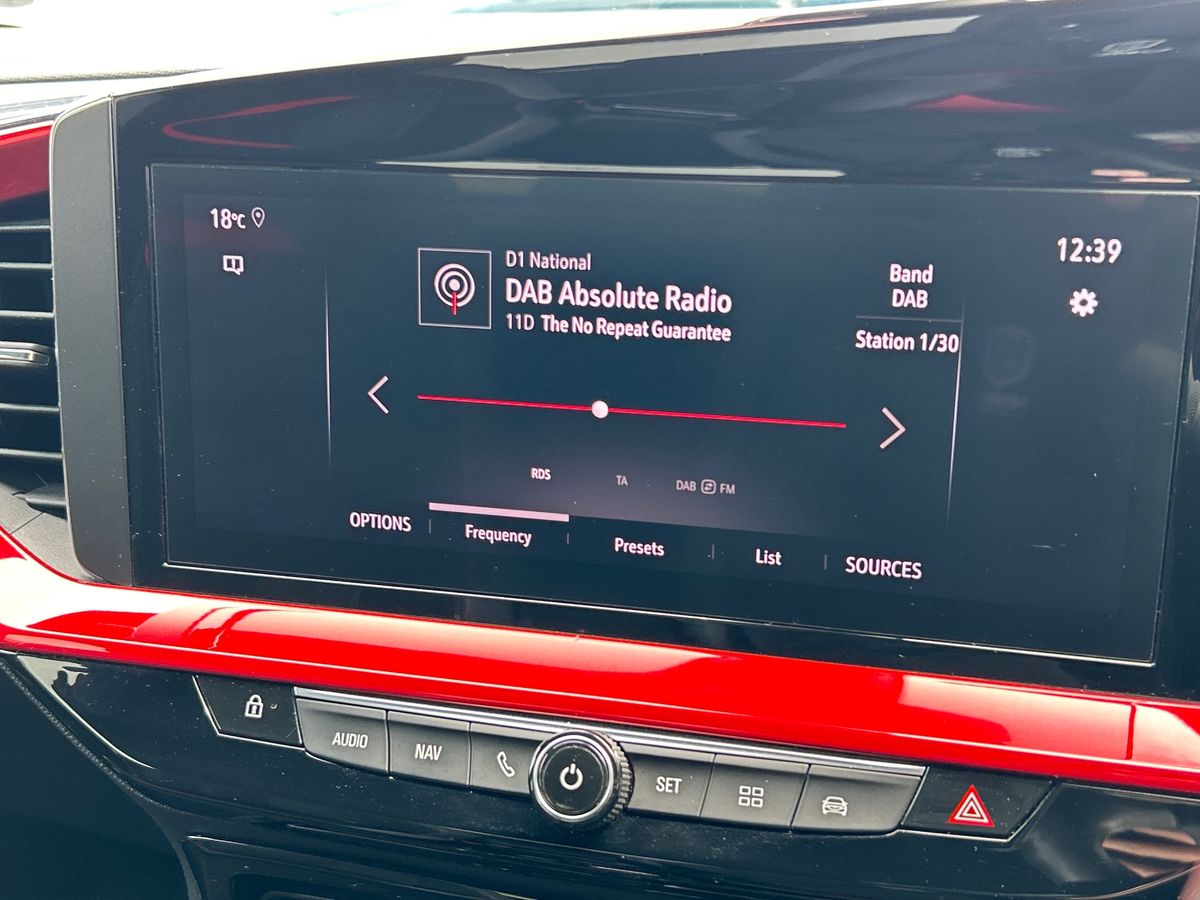 18°C
12:39
D1 National
DAB Absolute Radio
11D The No Repeat Guarantee
Band
DAB
Station 1/30
RDS
TA
DAB FM
OPTIONS
Frequency
Presets
List
SOURCES
AUDIO
NAV
SET